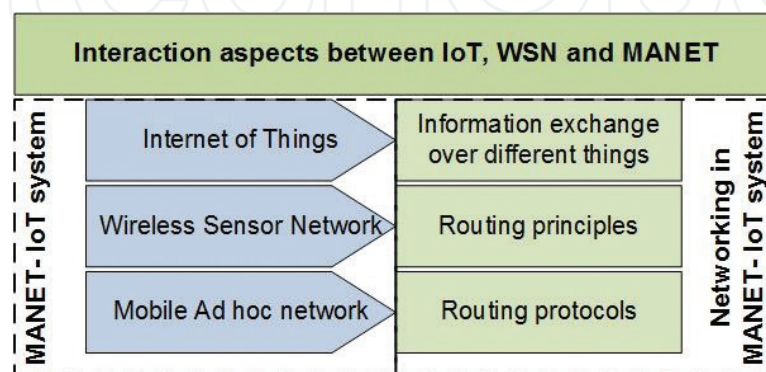 Interaction aspects between IoT, WSN and MANET
MANET- IoT system
Internet of Things
Information exchange
over different things
Wireless Sensor Network
Routing principles
Mobile Ad hoc network
Routing protocols
Networking in
MANET-IoT system